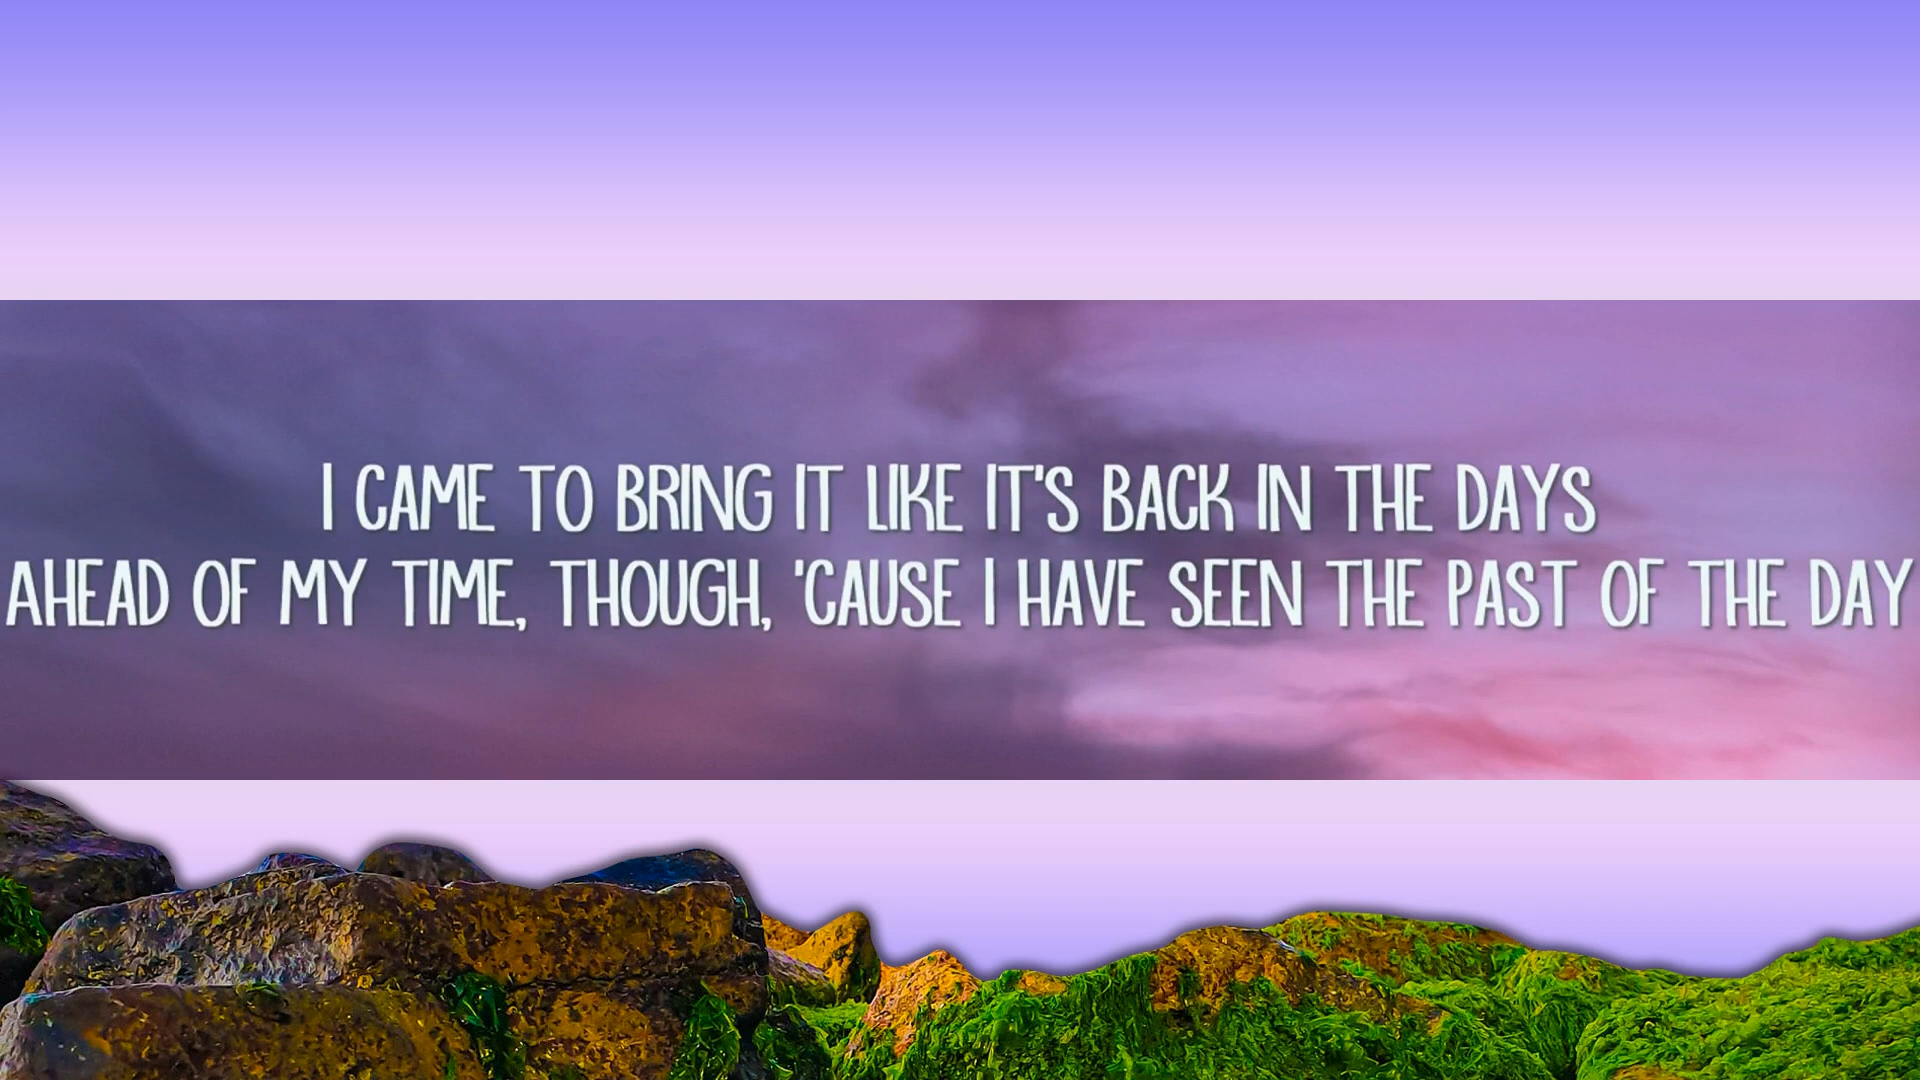 I CAME TO BRING IT LIKE IT'S BACK IN THE DAYS
AHEAD OF MY TIME, THOUGH, 'CAUSE I HAVE SEEN THE PAST OF THE DAY